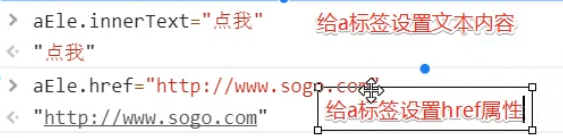 > aEle.innerText="点我" 给a标签设置文本内容
<· "点我"
> aEle.href="http://www.sogo.com"
<· "http://www.sogo.com" 给a标签设置href属性